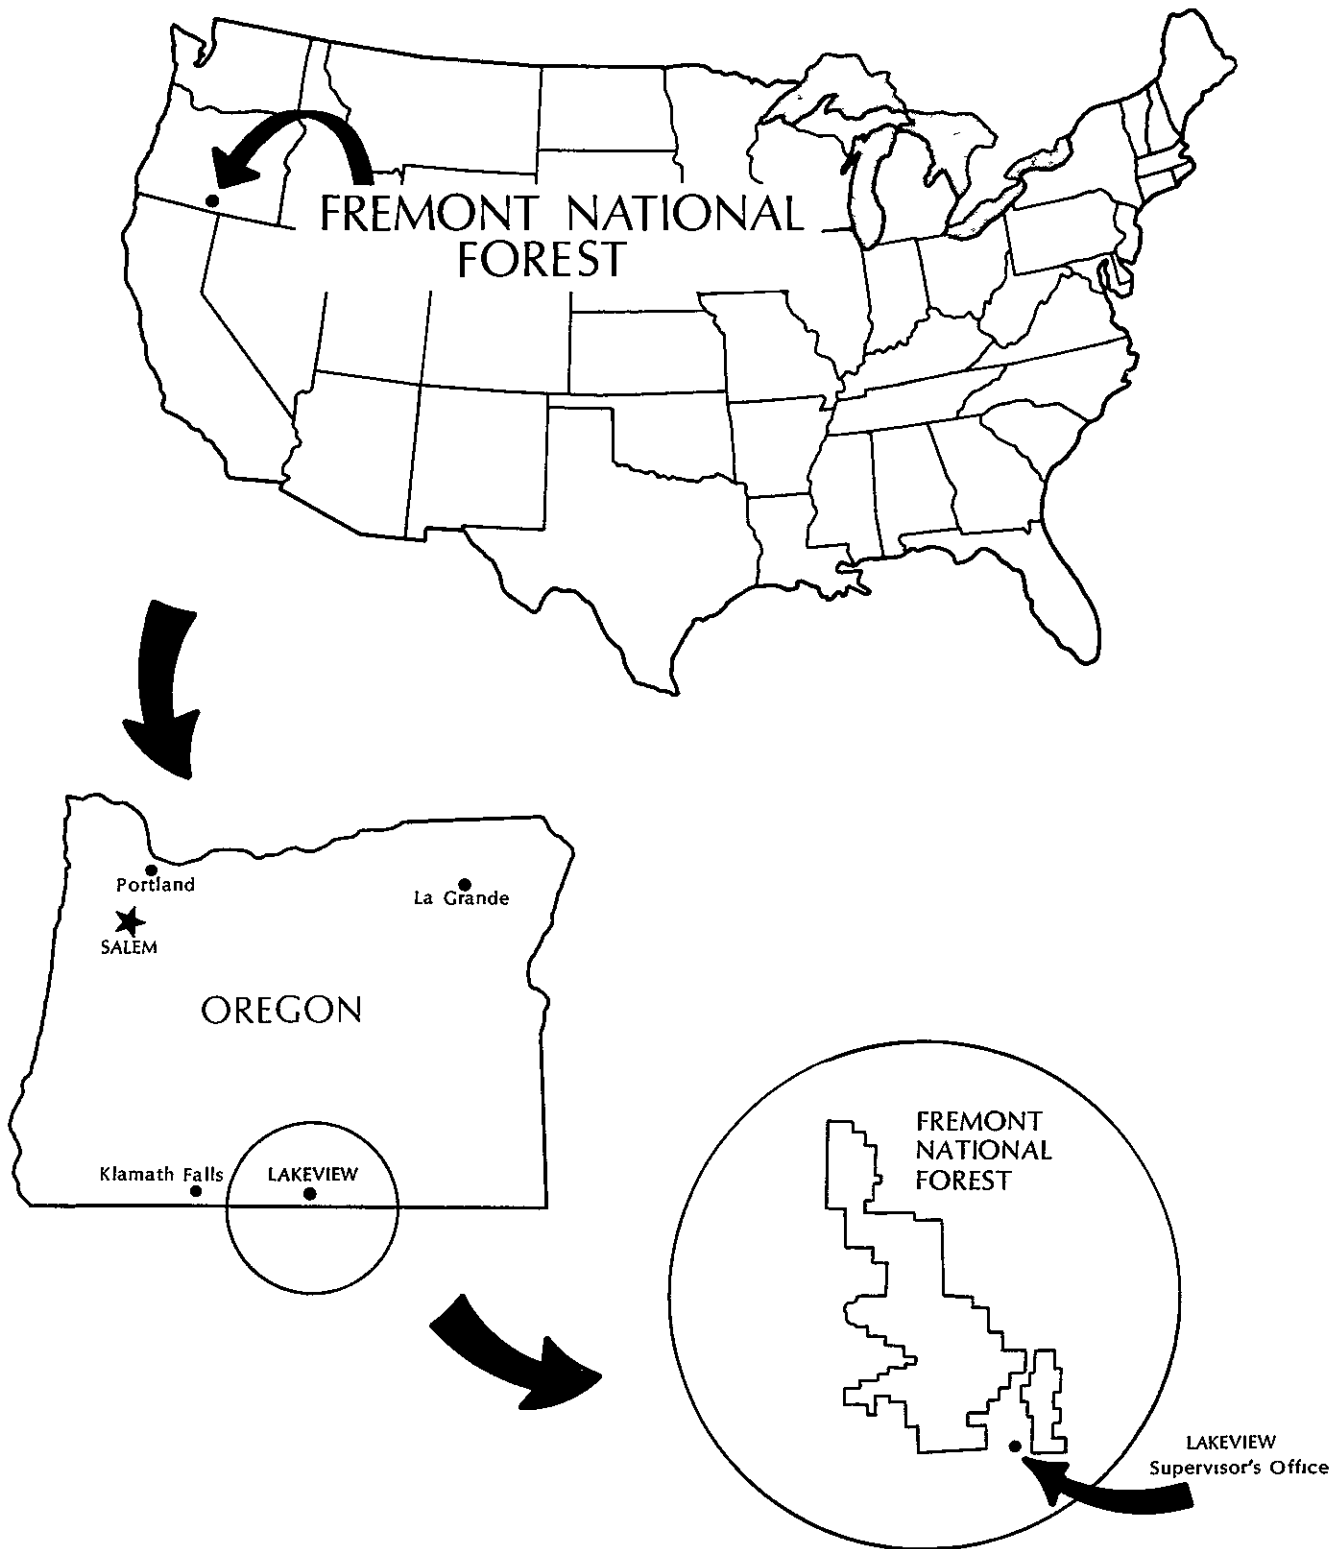 FREMONT NATIONAL
FOREST
Portland
La Grande
SALEM
OREGON
Klamath Falls
LAKEVIEW
FREMONT
NATIONAL
FOREST
LAKEVIEW
Supervisor's Office